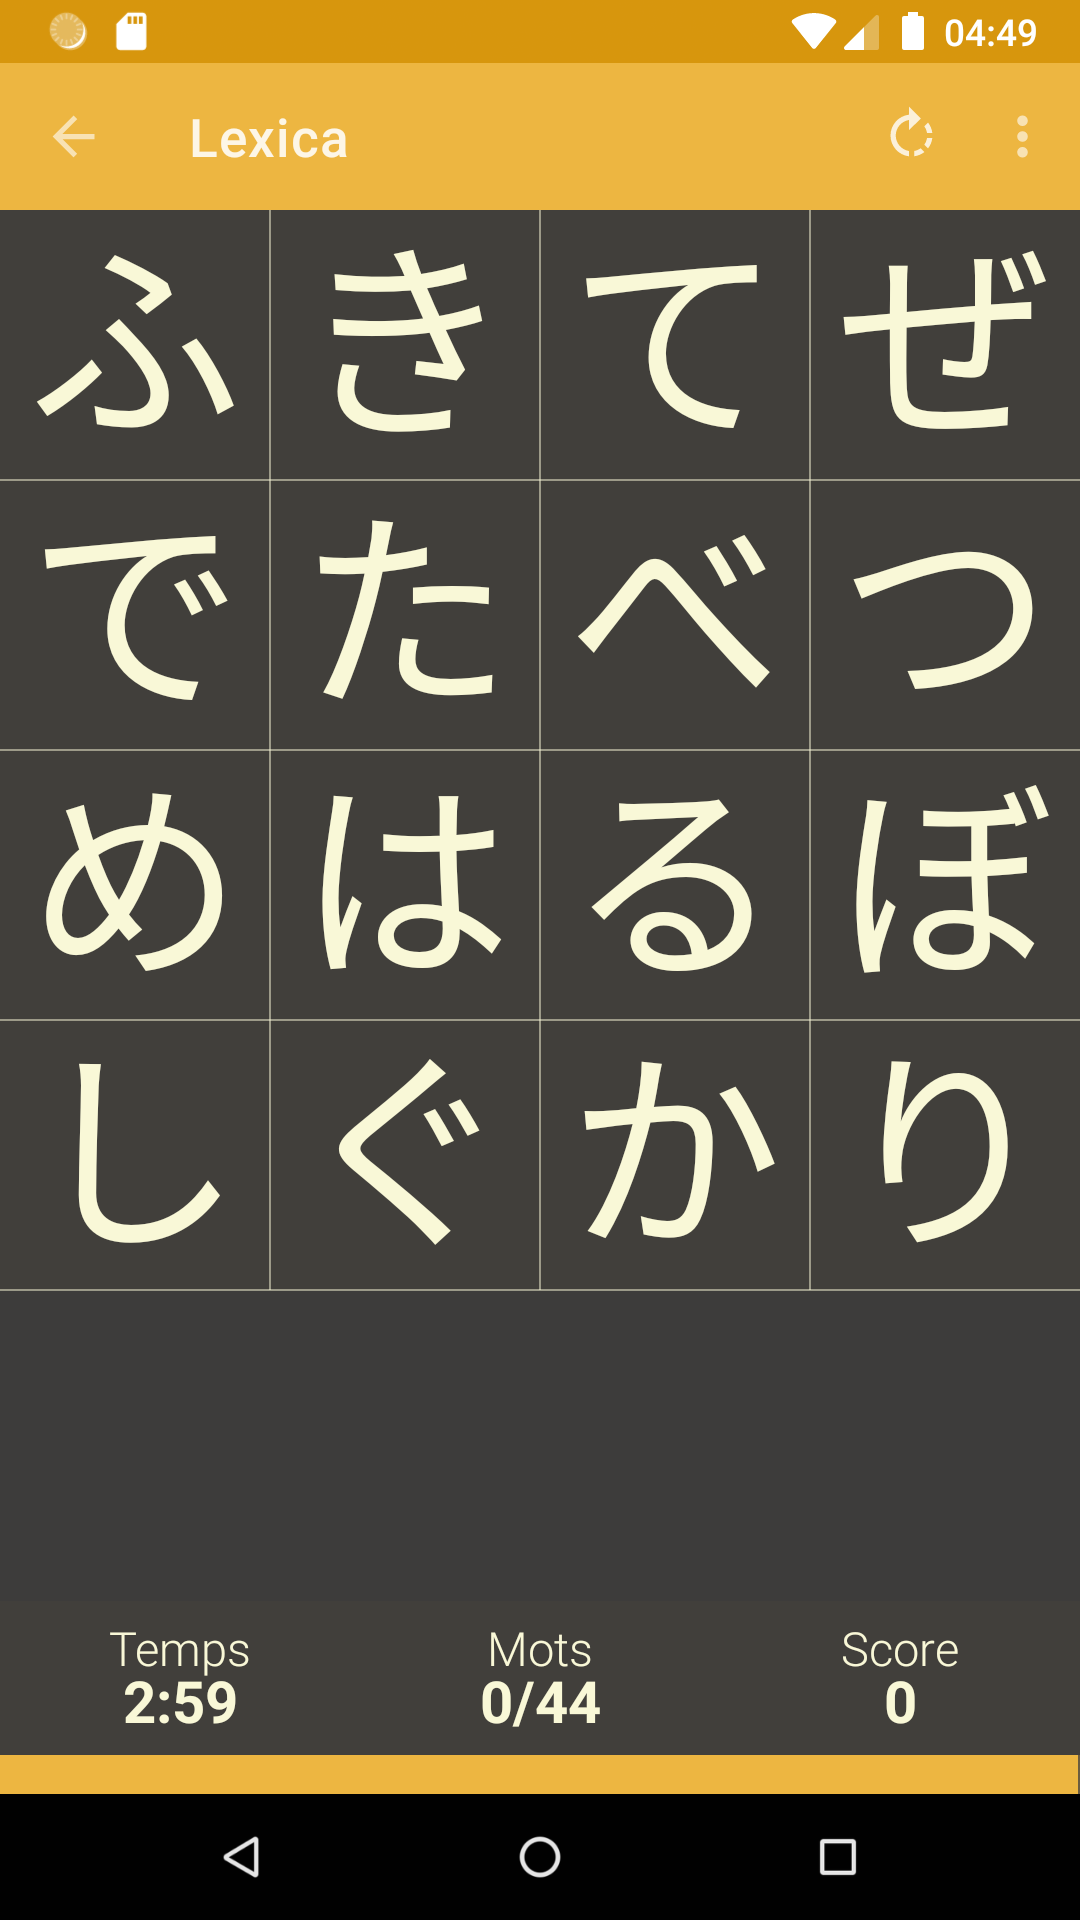 04:49
Lexica
ふ き て ぜ
で た べ つ
め は る ぼ
し ぐ か り
Temps Mots Score
2:59 0/44 0